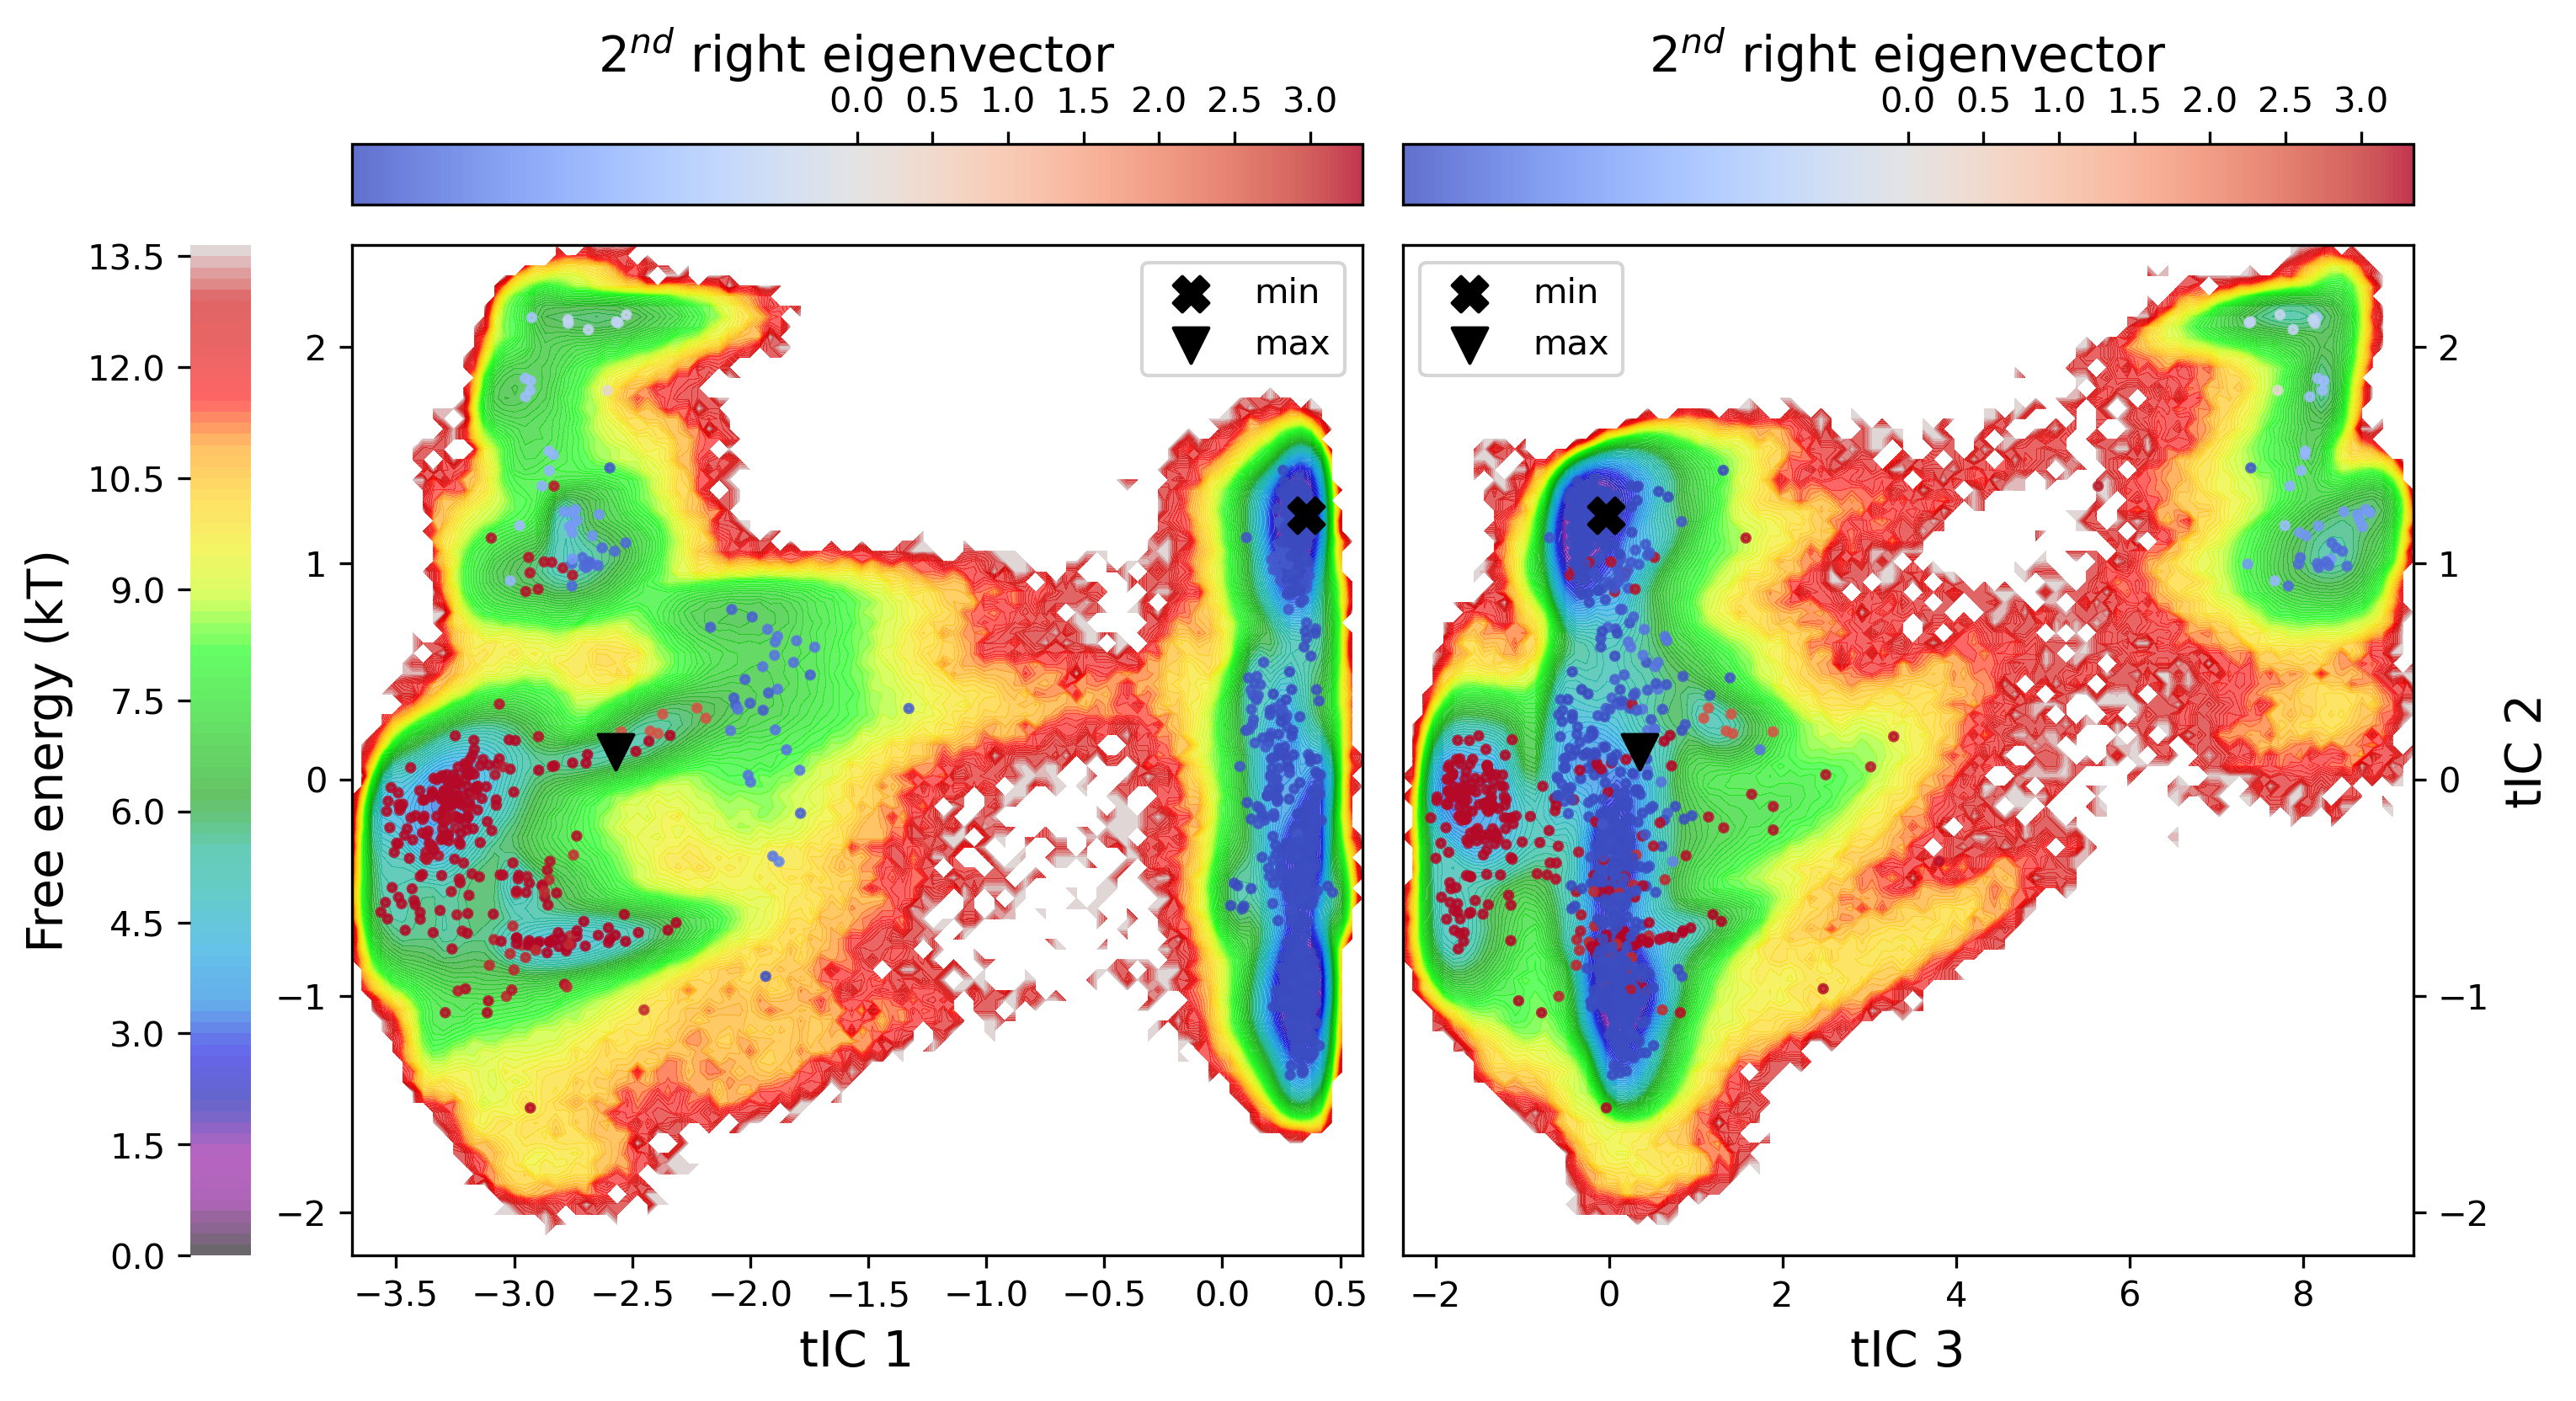 2nd right eigenvector
0.0 0.5 1.0 1.5 2.0 2.5 3.0
2nd right eigenvector
0.0 0.5 1.0 1.5 2.0 2.5 3.0
Free energy (kT)
13.5
12.0
10.5
9.0
7.5
6.0
4.5
3.0
1.5
0.0
2
1
0
−1
−2
min
max
−3.5 −3.0 −2.5 −2.0 −1.5 −1.0 −0.5 0.0 0.5
tIC 1
min
max
−2 0 2 4 6 8
tIC 3
2
1
0
−1
−2
tIC 2